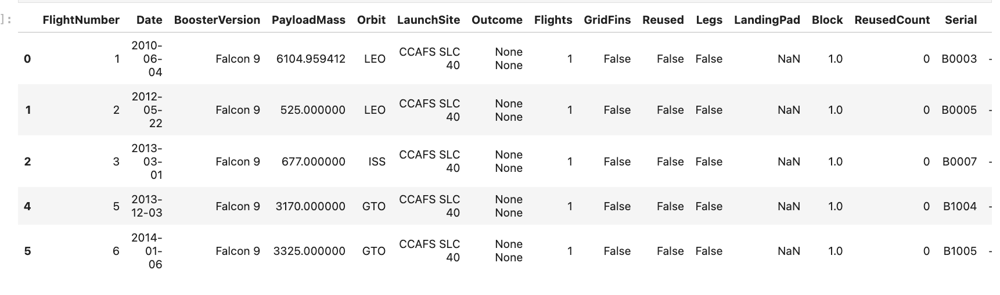 ]:
FlightNumber Date BoosterVersion PayloadMass Orbit LaunchSite Outcome Flights GridFins Reused Legs LandingPad Block ReusedCount Serial
0 1 2010-06-04 Falcon 9 6104.959412 LEO CCAFS SLC 40 None None 1 False False False NaN 1.0 0 B0003 -
1 2 2012-05-22 Falcon 9 525.000000 LEO CCAFS SLC 40 None None 1 False False False NaN 1.0 0 B0005 -
2 3 2013-03-01 Falcon 9 677.000000 ISS CCAFS SLC 40 None None 1 False False False NaN 1.0 0 B0007 -
4 5 2013-12-03 Falcon 9 3170.000000 GTO CCAFS SLC 40 None None 1 False False False NaN 1.0 0 B1004 -
5 6 2014-01-06 Falcon 9 3325.000000 GTO CCAFS SLC 40 None None 1 False False False NaN 1.0 0 B1005 -